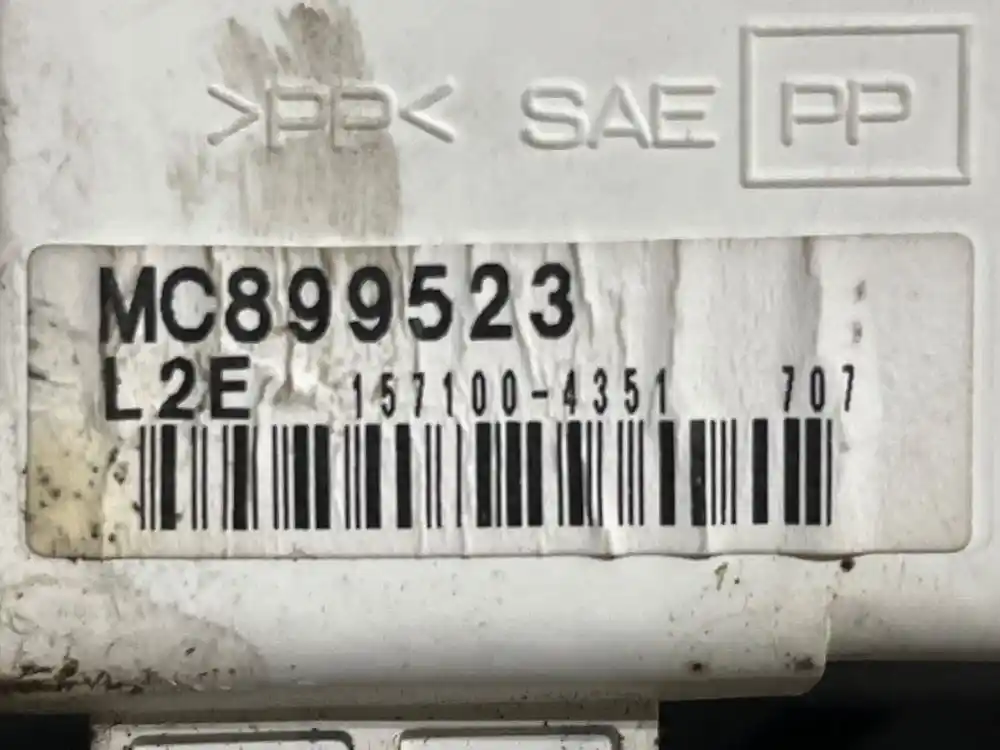 >PP< SAE PP
MC899523
L2E 157100-4351 707